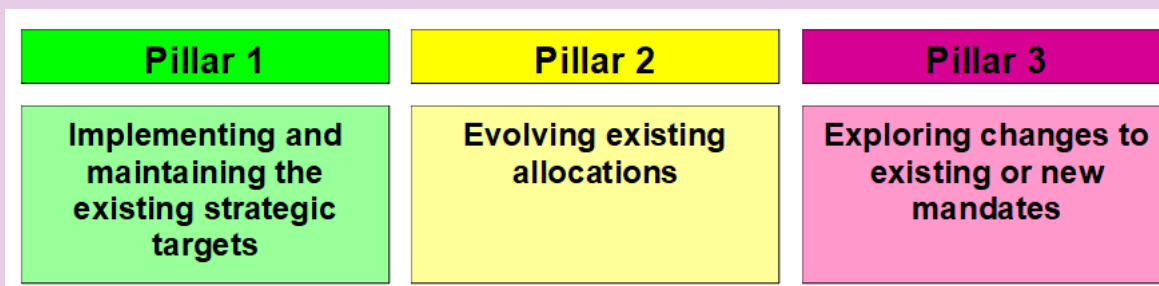 Pillar 1
Pillar 2
Pillar 3
Implementing and
maintaining the
existing strategic
targets
Evolving existing
allocations
Exploring changes to
existing or new
mandates